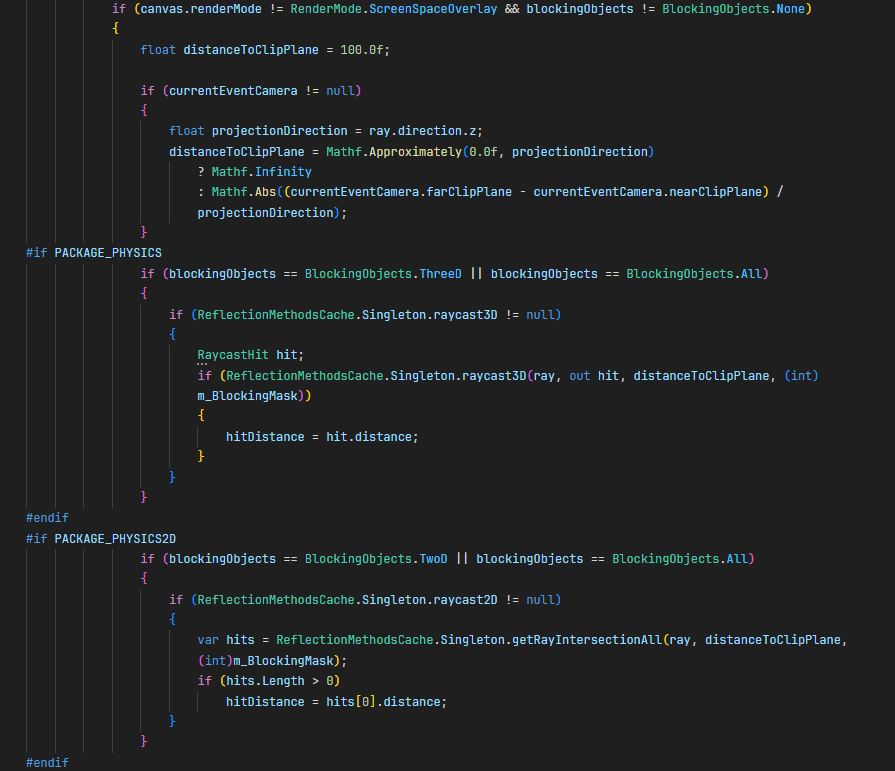 if (canvas.renderMode != RenderMode.ScreenSpaceOverlay && blockingObjects != BlockingObjects.None)
{
float distanceToClipPlane = 100.0f;
if (currentEventCamera != null)
{
float projectionDirection = ray.direction.z;
distanceToClipPlane = Mathf.Approximately(0.0f, projectionDirection)
? Mathf.Infinity
: Mathf.Abs((currentEventCamera.farClipPlane - currentEventCamera.nearClipPlane) /
projectionDirection);
}
#if PACKAGE_PHYSICS
if (blockingObjects == BlockingObjects.ThreeD || blockingObjects == BlockingObjects.All)
{
if (ReflectionMethodsCache.Singleton.raycast3D != null)
{
RaycastHit hit;
if (ReflectionMethodsCache.Singleton.raycast3D(ray, out hit, distanceToClipPlane, (int)
m_BlockingMask))
{
hitDistance = hit.distance;
}
}
}
#endif
#if PACKAGE_PHYSICS2D
if (blockingObjects == BlockingObjects.TwoD || blockingObjects == BlockingObjects.All)
{
if (ReflectionMethodsCache.Singleton.raycast2D != null)
{
var hits = ReflectionMethodsCache.Singleton.getRayIntersectionAll(ray, distanceToClipPlane,
(int)m_BlockingMask);
if (hits.Length > 0)
hitDistance = hits[0].distance;
}
}
#endif